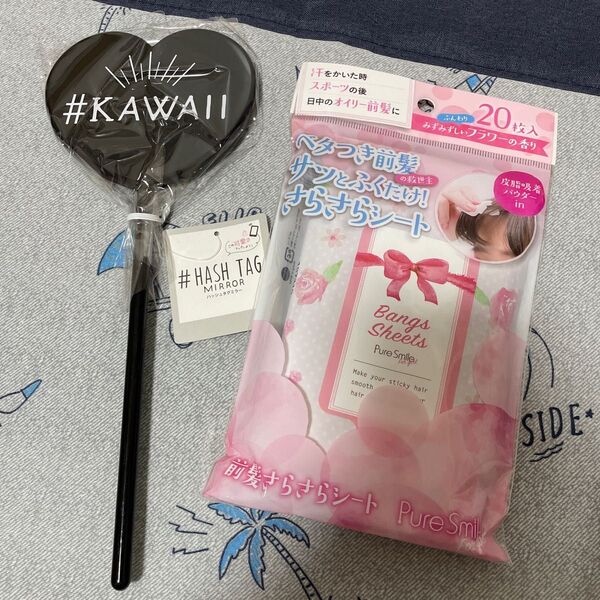 #KAWAII
#HASH TAG
MIRROR
ハッシュタグミラー
汗をかいた時
スポーツの後
日中のオイリー前髪に
ふんわり
20枚入
みずみずしいフラワーの香り
ベタつき前髪
の救世主
サッとふくだけ!
さらさらシート
皮脂吸着
パウダー
in
Bangs
Sheets
Pure Smile
Make your sticky hair
smooth
hair
前髪さらさらシート
Pure Smile
SIDE*